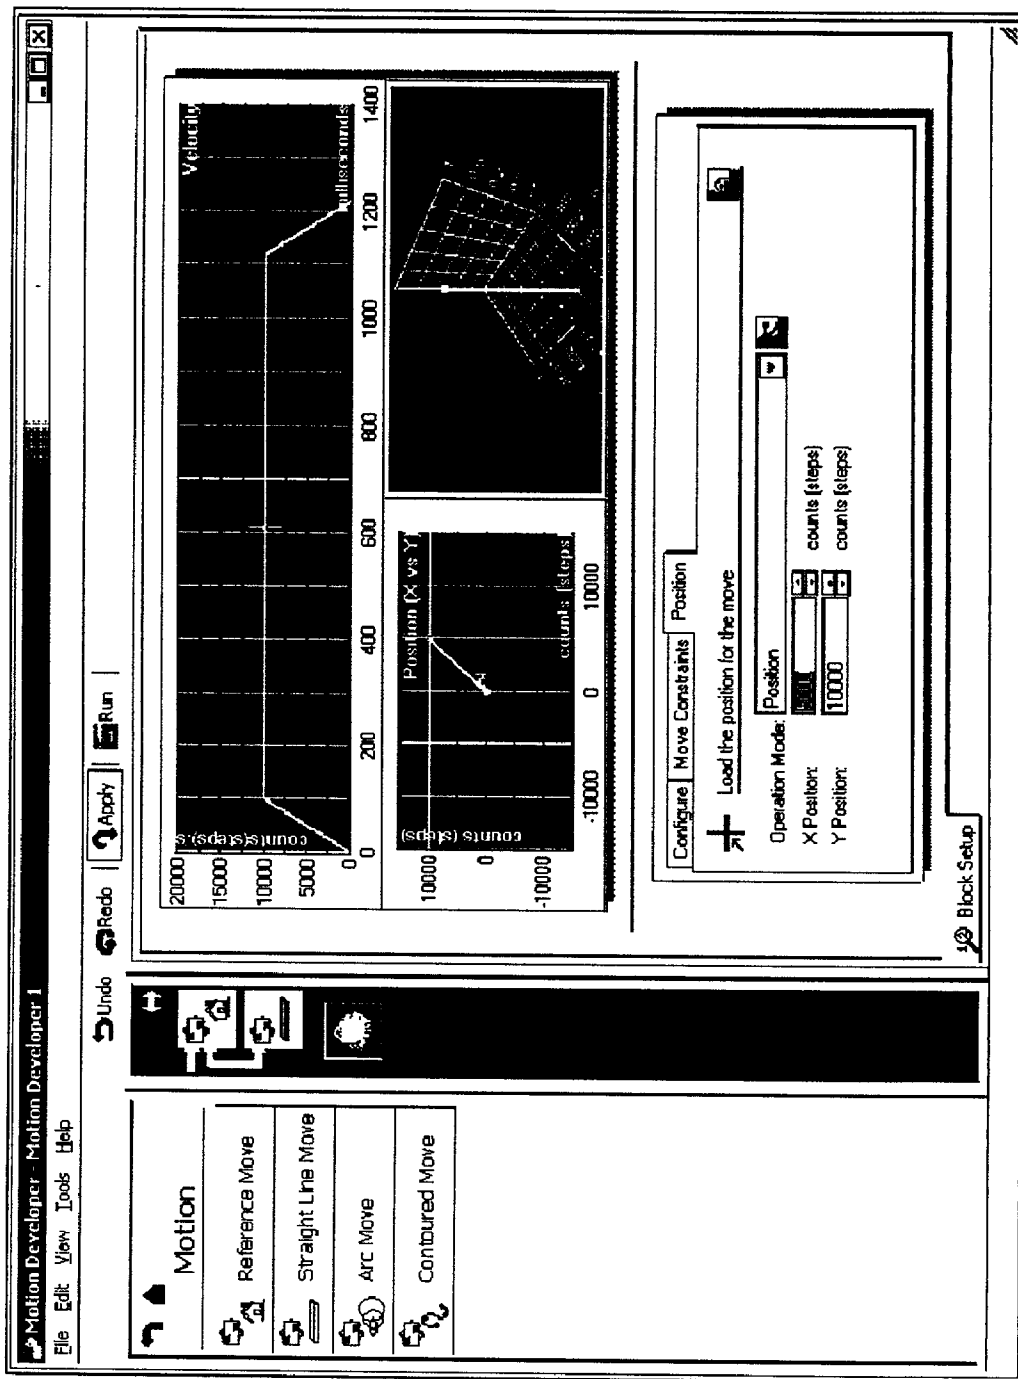 Motion Developer - Motion Developer 1
File Edit View Tools Help
Undo Redo Apply Run
Motion
Reference Move
Straight Line Move
Arc Move
Contoured Move
Velocity
20000
15000
10000
5000
0
0 200 400 600 800 1000 1200 1400
Position (X vs Y)
counts (steps)
10000
0
-10000
counts (steps)
-10000 0 10000
Configure Move Constraints Position
Load the position for the move
Operation Mode: Position
X Position: counts (steps)
Y Position: 10000 counts (steps)
Block Setup